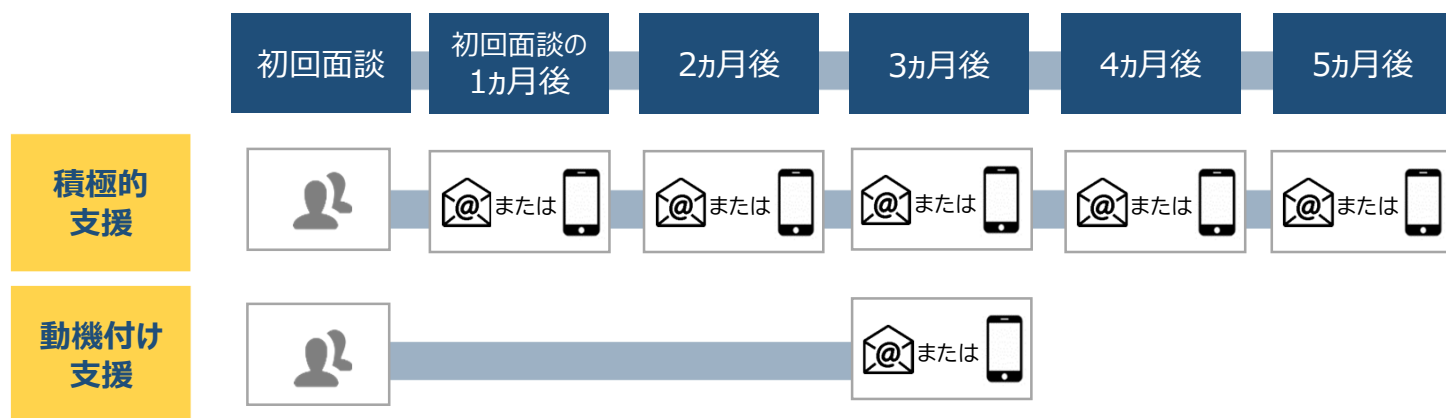 初回面談
初回面談の
1ヵ月後
2ヵ月後
3ヵ月後
4ヵ月後
5ヵ月後
積極的
支援
@または
@または
@または
@または
@または
動機付け
支援
@または